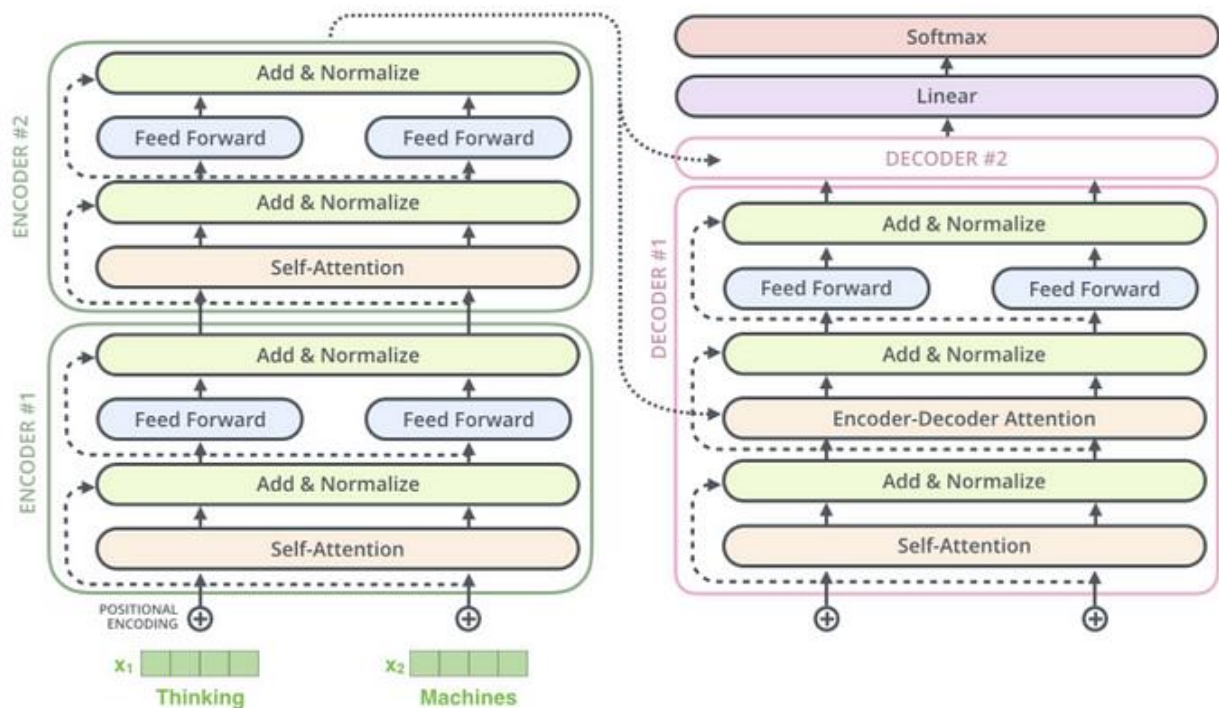 ENCODER #2
Add & Normalize
Feed Forward
Feed Forward
Add & Normalize
Self-Attention
ENCODER #1
Add & Normalize
Feed Forward
Feed Forward
Add & Normalize
Self-Attention
POSITIONAL
ENCODING
x₁
x₂
Thinking
Machines
Softmax
Linear
DECODER #2
DECODER #1
Add & Normalize
Feed Forward
Feed Forward
Add & Normalize
Encoder-Decoder Attention
Add & Normalize
Self-Attention